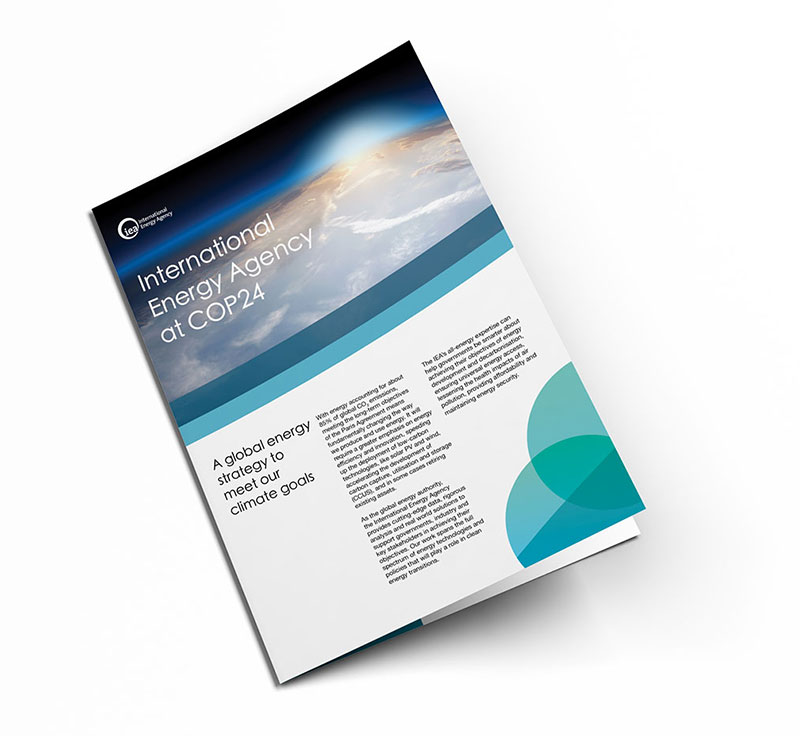 iea International
Energy Agency
International
Energy Agency
at COP24
A global energy
strategy to
meet our
climate goals
With energy accounting for about
85% of global CO₂ emissions,
meeting the long-term objectives
of the Paris Agreement means
fundamentally changing the way
we produce and use energy. It will
require a greater emphasis on energy
efficiency and innovation, speeding
up the deployment of low-carbon
technologies, like solar PV and wind,
accelerating the development of
carbon capture, utilisation and storage
(CCUS), and in some cases retiring
existing assets.
As the global energy authority,
the International Energy Agency
provides cutting-edge data, rigorous
analysis and real world solutions to
support governments, industry and
key stakeholders in achieving their
objectives. Our work spans the full
spectrum of energy technologies and
policies that will play a role in clean
energy transitions.
The IEA's all-energy expertise can
help governments be smarter about
achieving their objectives of energy
development and decarbonisation,
ensuring universal energy access,
lessening the health impacts of air
pollution, providing affordability and
maintaining energy security.